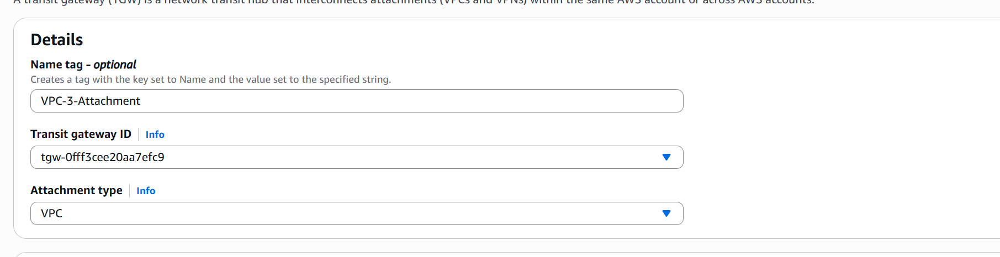 A transit gateway (TGW) is a network transit hub that interconnects attachments (VPCs and VPNs) within the same AWS account or across AWS accounts.
Details
Name tag - optional
Creates a tag with the key set to Name and the value set to the specified string.
VPC-3-Attachment
Transit gateway ID Info
tgw-0fff3cee20aa7efc9
Attachment type Info
VPC